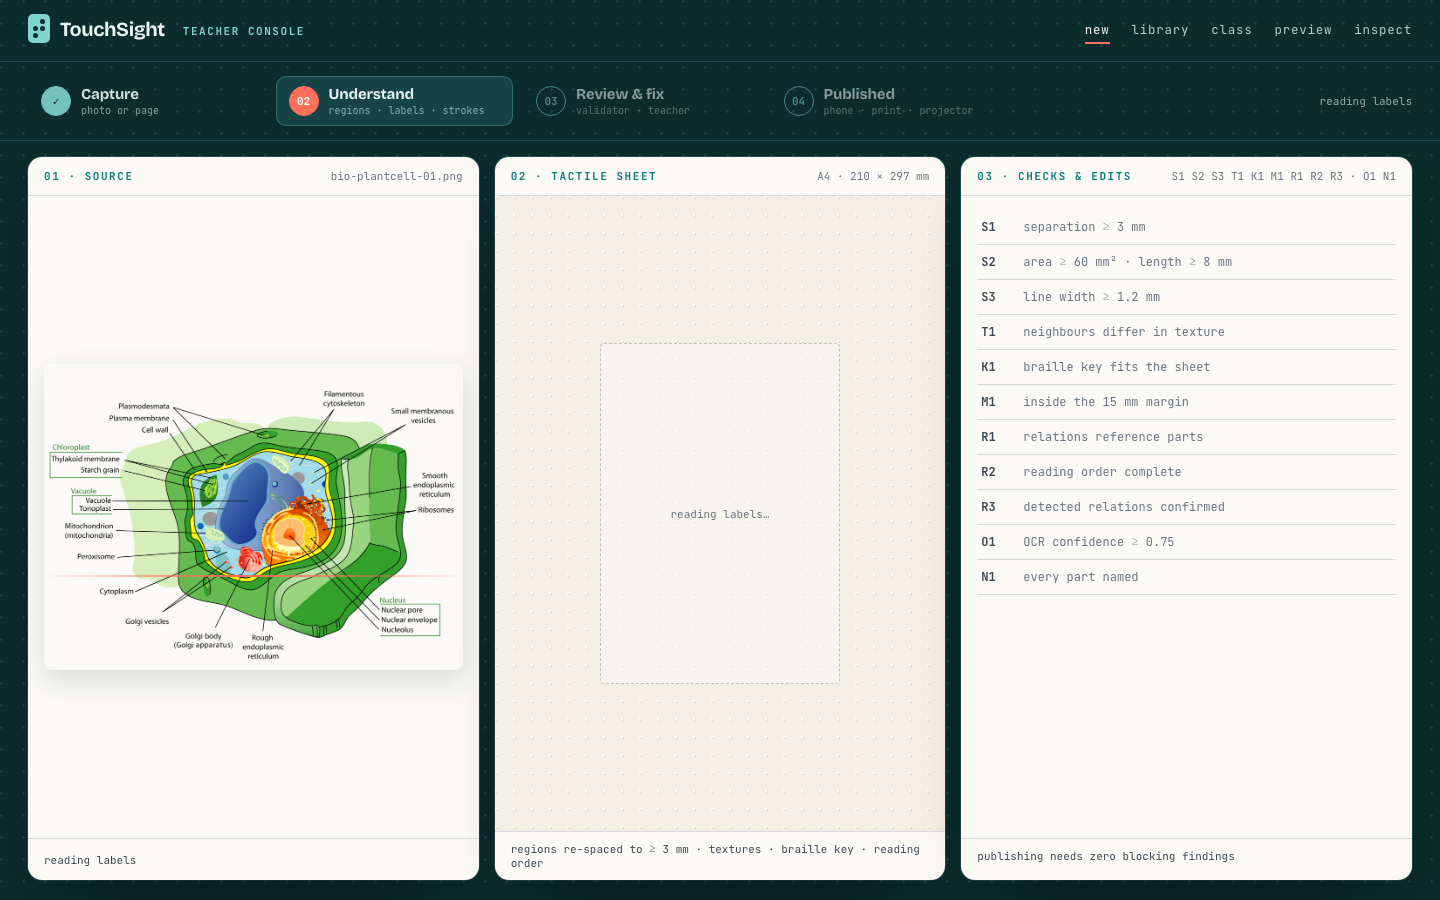 TouchSight TEACHER CONSOLE
new library class preview inspect
✓ Capture
photo or page
02 Understand
regions · labels · strokes
03 Review & fix
validator · teacher
04 Published
phone · print · projector
reading labels
01 · SOURCE bio-plantcell-01.png
Plasmodesmata
Plasma membrane
Cell wall
Chloroplast
Thylakoid membrane
Starch grain
Vacuole
Vacuole
Tonoplast
Mitochondrion
(mitochondria)
Peroxisome
Cytoplasm
Golgi vesicles
Golgi body
(Golgi apparatus)
Rough
endoplasmic
reticulum
Filamentous
cytoskeleton
Small membranous
vesicles
Smooth
endoplasmic
reticulum
Ribosomes
Nucleus
Nuclear pore
Nuclear envelope
Nucleolus
reading labels
02 · TACTILE SHEET A4 · 210 × 297 mm
reading labels…
regions re-spaced to ≥ 3 mm · textures · braille key · reading
order
03 · CHECKS & EDITS S1 S2 S3 T1 K1 M1 R1 R2 R3 · O1 N1
S1 separation ≥ 3 mm
S2 area ≥ 60 mm² · length ≥ 8 mm
S3 line width ≥ 1.2 mm
T1 neighbours differ in texture
K1 braille key fits the sheet
M1 inside the 15 mm margin
R1 relations reference parts
R2 reading order complete
R3 detected relations confirmed
O1 OCR confidence ≥ 0.75
N1 every part named
publishing needs zero blocking findings